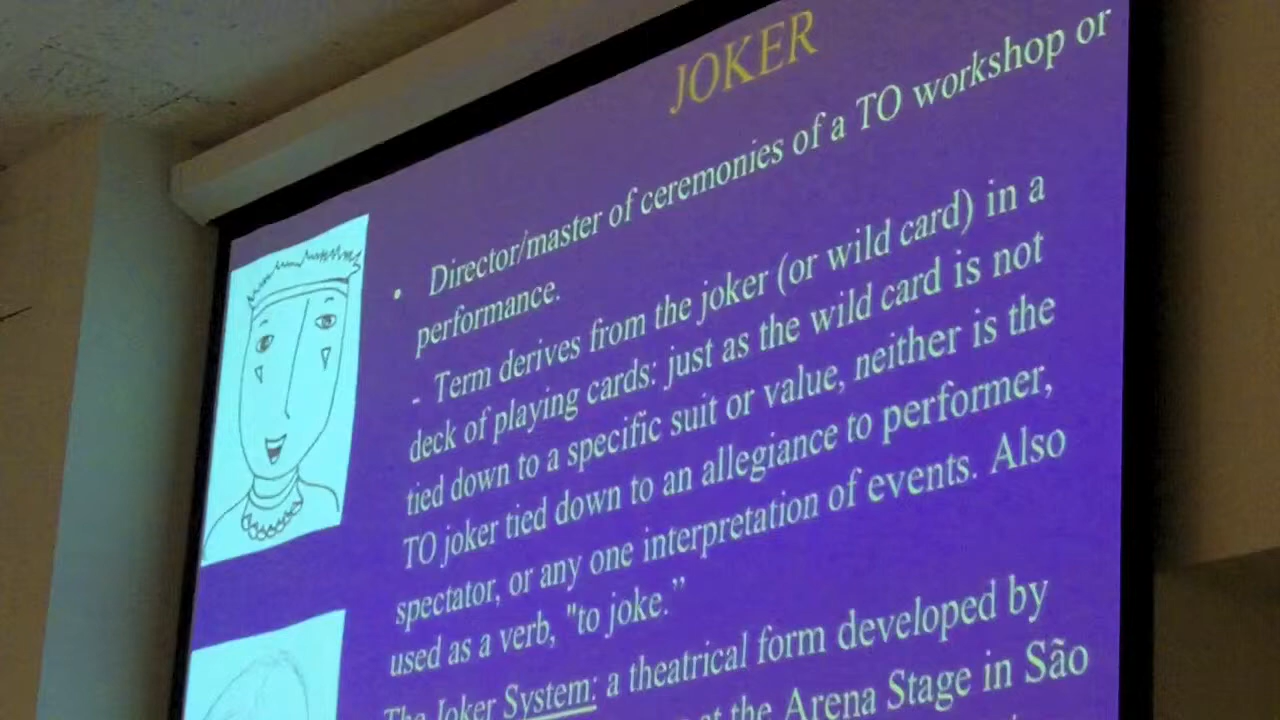 JOKER
• Director/master of ceremonies of a TO workshop or
performance.
- Term derives from the joker (or wild card) in a
deck of playing cards: just as the wild card is not
tied down to a specific suit or value, neither is the
TO joker tied down to an allegiance to performer,
spectator, or any one interpretation of events. Also
used as a verb, "to joke.”
The Joker System: a theatrical form developed by
at the Arena Stage in São